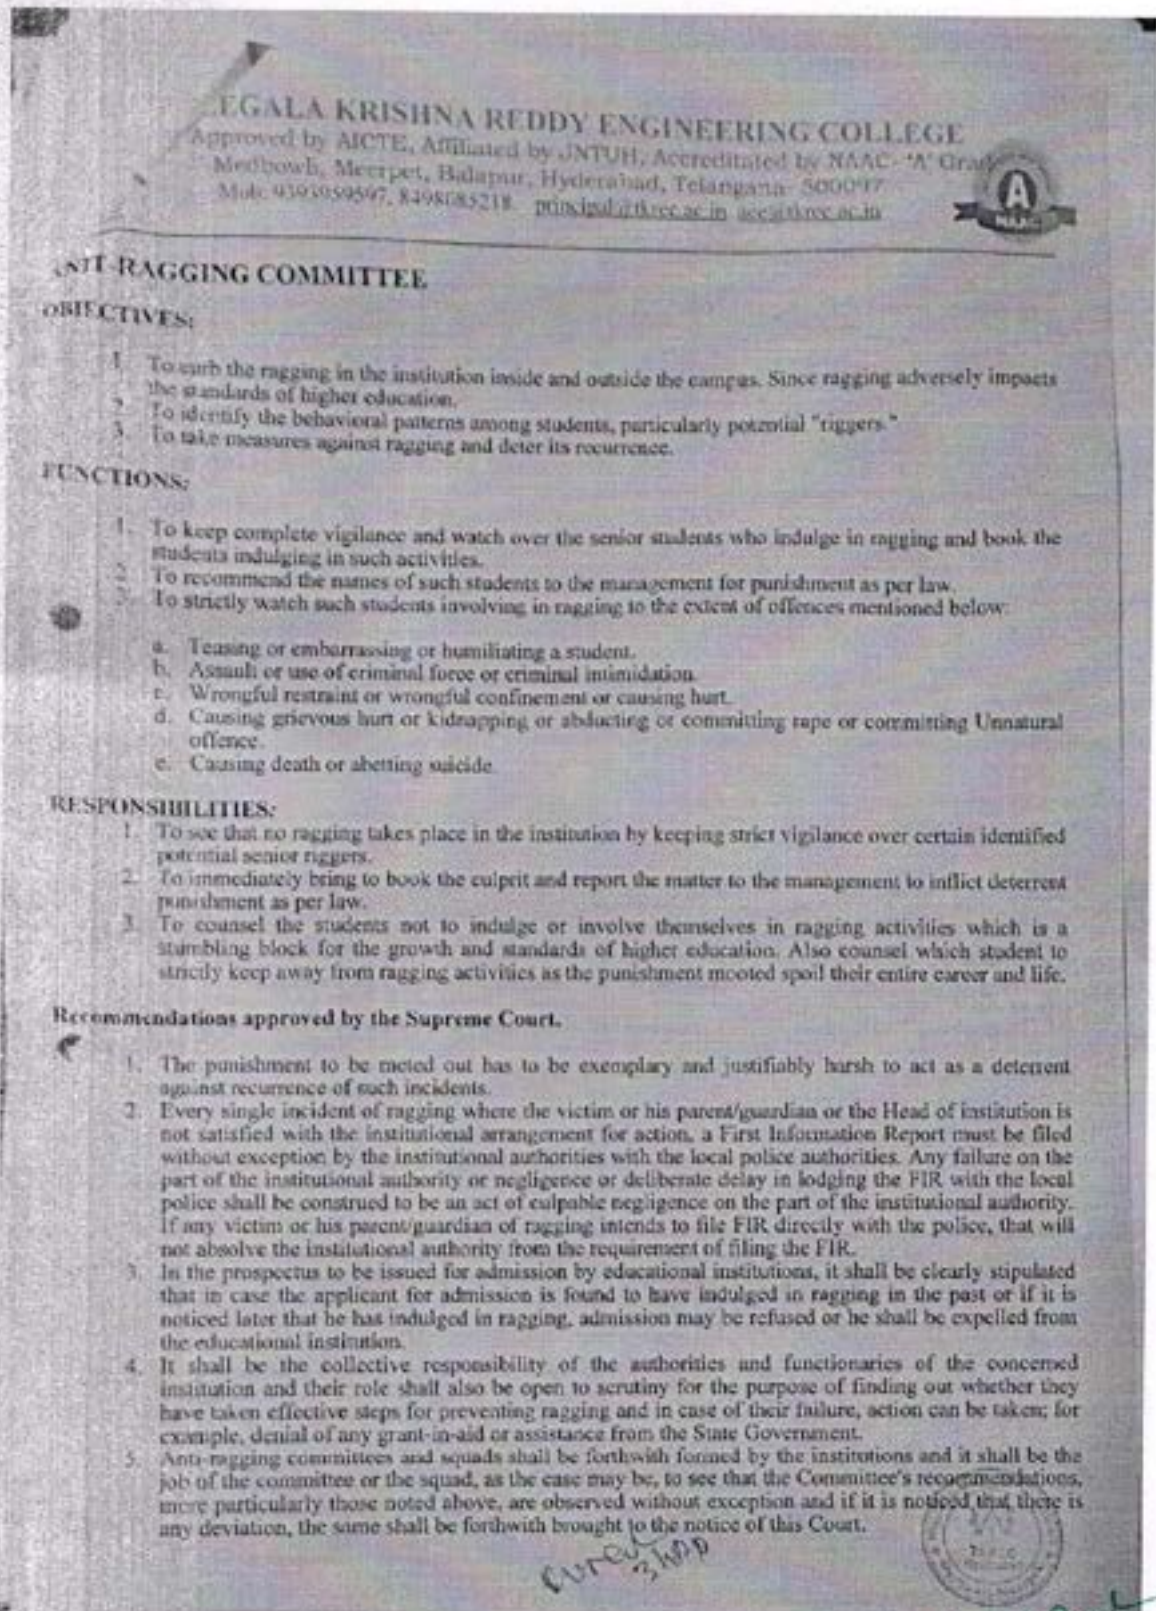 EGALA KRISHNA REDDY ENGINEERING COLLEGE
Approved by AICTE, Affiliated by JNTUH, Accreditated by NAAC- 'A' Grade
Medbowli, Meerpet, Balapur, Hyderabad, Telangana- 500097
Mob: 9393959597, 8498085218. principal@tkrec.ac.in
A
NAAC
ANTI-RAGGING COMMITTEE
OBJECTIVES:
1. To curb the ragging in the institution inside and outside the campus. Since ragging adversely impacts
the standards of higher education.
2. To identify the behavioral patterns among students, particularly potential "riggers."
3. To take measures against ragging and deter its recurrence.
FUNCTIONS:
1. To keep complete vigilance and watch over the senior students who indulge in ragging and book the
students indulging in such activities.
2. To recommend the names of such students to the management for punishment as per law.
3. To strictly watch such students involving in ragging to the extent of offences mentioned below:
a. Teasing or embarrassing or humiliating a student.
b. Assault or use of criminal force or criminal intimidation.
c. Wrongful restraint or wrongful confinement or causing hurt.
d. Causing grievous hurt or kidnapping or abducting or committing rape or committing Unnatural
offence.
e. Causing death or abetting suicide.
RESPONSIBILITIES:
1. To see that no ragging takes place in the institution by keeping strict vigilance over certain identified
potential senior riggers.
2. To immediately bring to book the culprit and report the matter to the management to inflict deterrent
punishment as per law.
3. To counsel the students not to indulge or involve themselves in ragging activities which is a
stumbling block for the growth and standards of higher education. Also counsel which student to
strictly keep away from ragging activities as the punishment mooted spoil their entire career and life.
Recommendations approved by the Supreme Court.
1. The punishment to be meted out has to be exemplary and justifiably harsh to act as a deterrent
against recurrence of such incidents.
2. Every single incident of ragging where the victim or his parent/guardian or the Head of institution is
not satisfied with the institutional arrangement for action, a First Information Report must be filed
without exception by the institutional authorities with the local police authorities. Any failure on the
part of the institutional authority or negligence or deliberate delay in lodging the FIR with the local
police shall be construed to be an act of culpable negligence on the part of the institutional authority.
If any victim or his parent/guardian of ragging intends to file FIR directly with the police, that will
not absolve the institutional authority from the requirement of filing the FIR.
3. In the prospectus to be issued for admission by educational institutions, it shall be clearly stipulated
that in case the applicant for admission is found to have indulged in ragging in the past or if it is
noticed later that he has indulged in ragging, admission may be refused or he shall be expelled from
the educational institution.
4. It shall be the collective responsibility of the authorities and functionaries of the concerned
institution and their role shall also be open to scrutiny for the purpose of finding out whether they
have taken effective steps for preventing ragging and in case of their failure, action can be taken; for
example, denial of any grant-in-aid or assistance from the State Government.
5. Anti-ragging committees and squads shall be forthwith formed by the institutions and it shall be the
job of the committee or the squad, as the case may be, to see that the Committee's recommendations,
more particularly those noted above, are observed without exception and if it is noticed that there is
any deviation, the same shall be forthwith brought to the notice of this Court.